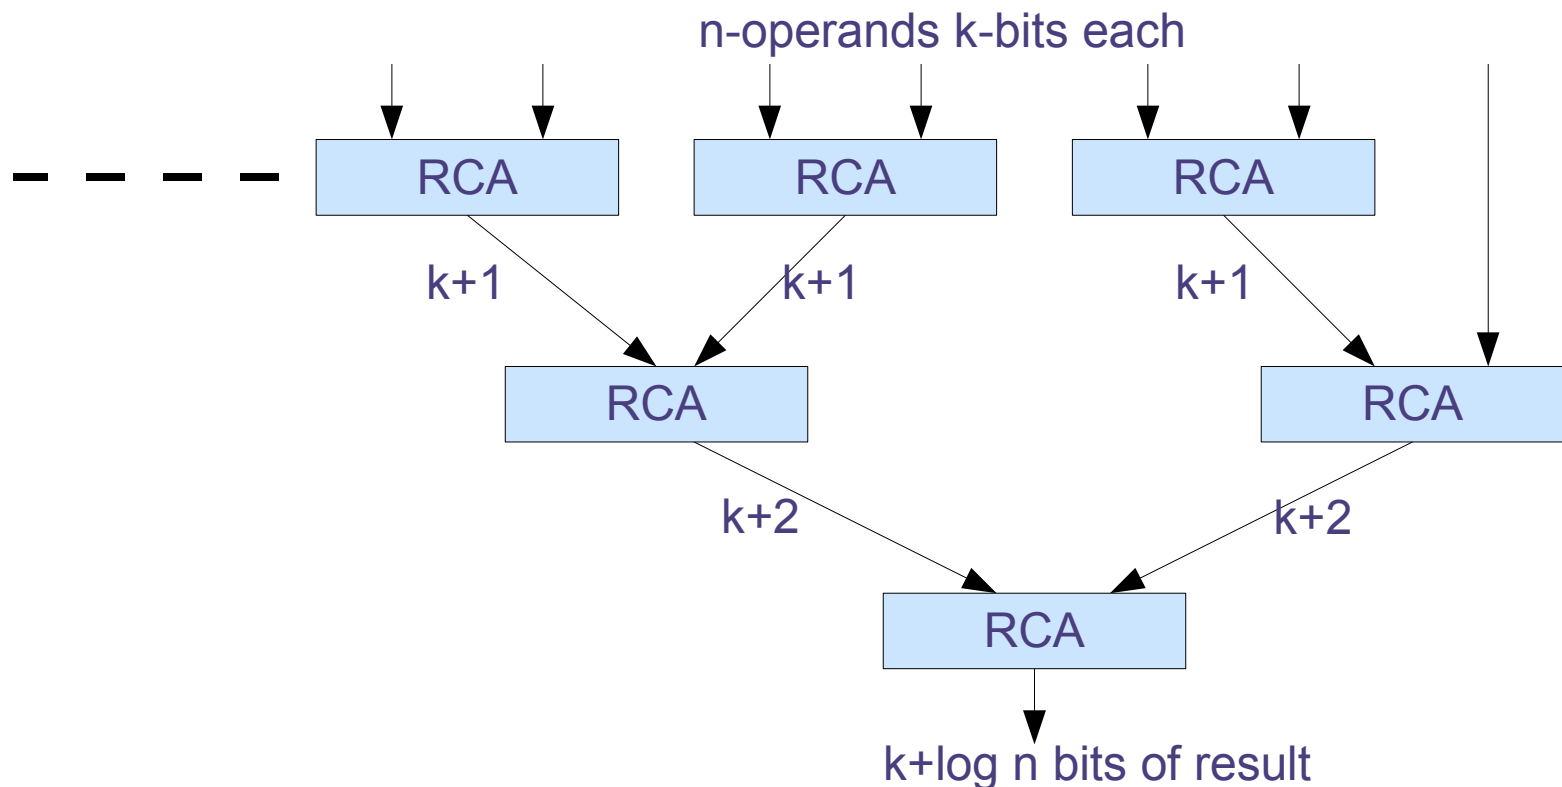 n-operands k-bits each
RCA
RCA
RCA
k+1
k+1
k+1
RCA
RCA
k+2
k+2
RCA
k+log n bits of result